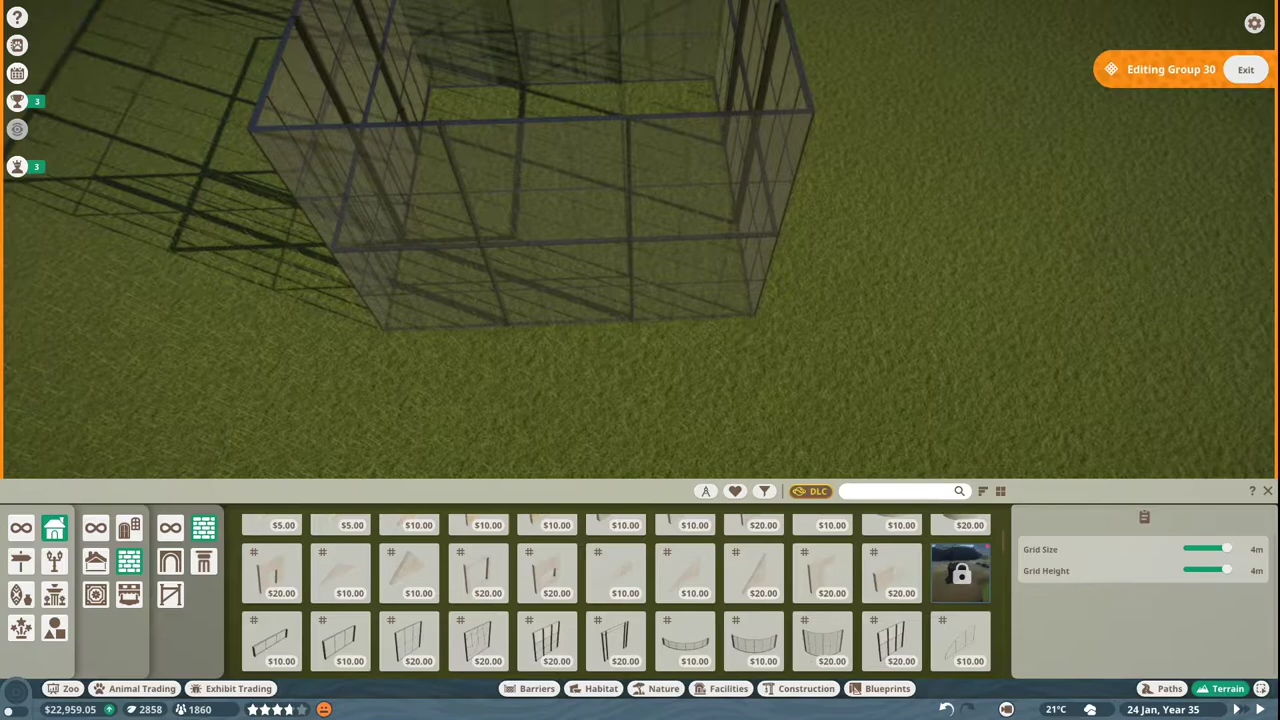 ?
Editing Group 30
Exit
3
3
DLC
?
$5.00 $5.00 $10.00 $10.00 $10.00 $10.00 $10.00 $20.00 $10.00 $20.00 $20.00
$20.00 $20.00 $10.00 $20.00 $20.00 $10.00 $10.00 $20.00 $20.00 $20.00
$10.00 $10.00 $20.00 $20.00 $20.00 $20.00 $10.00 $10.00 $20.00 $20.00 $10.00
Grid Size 4m
Grid Height 4m
Zoo Animal Trading Exhibit Trading Barriers Habitat Nature Facilities Construction Blueprints Paths Terrain
$22,959.05 2858 1860 21°C 24 Jan, Year 35